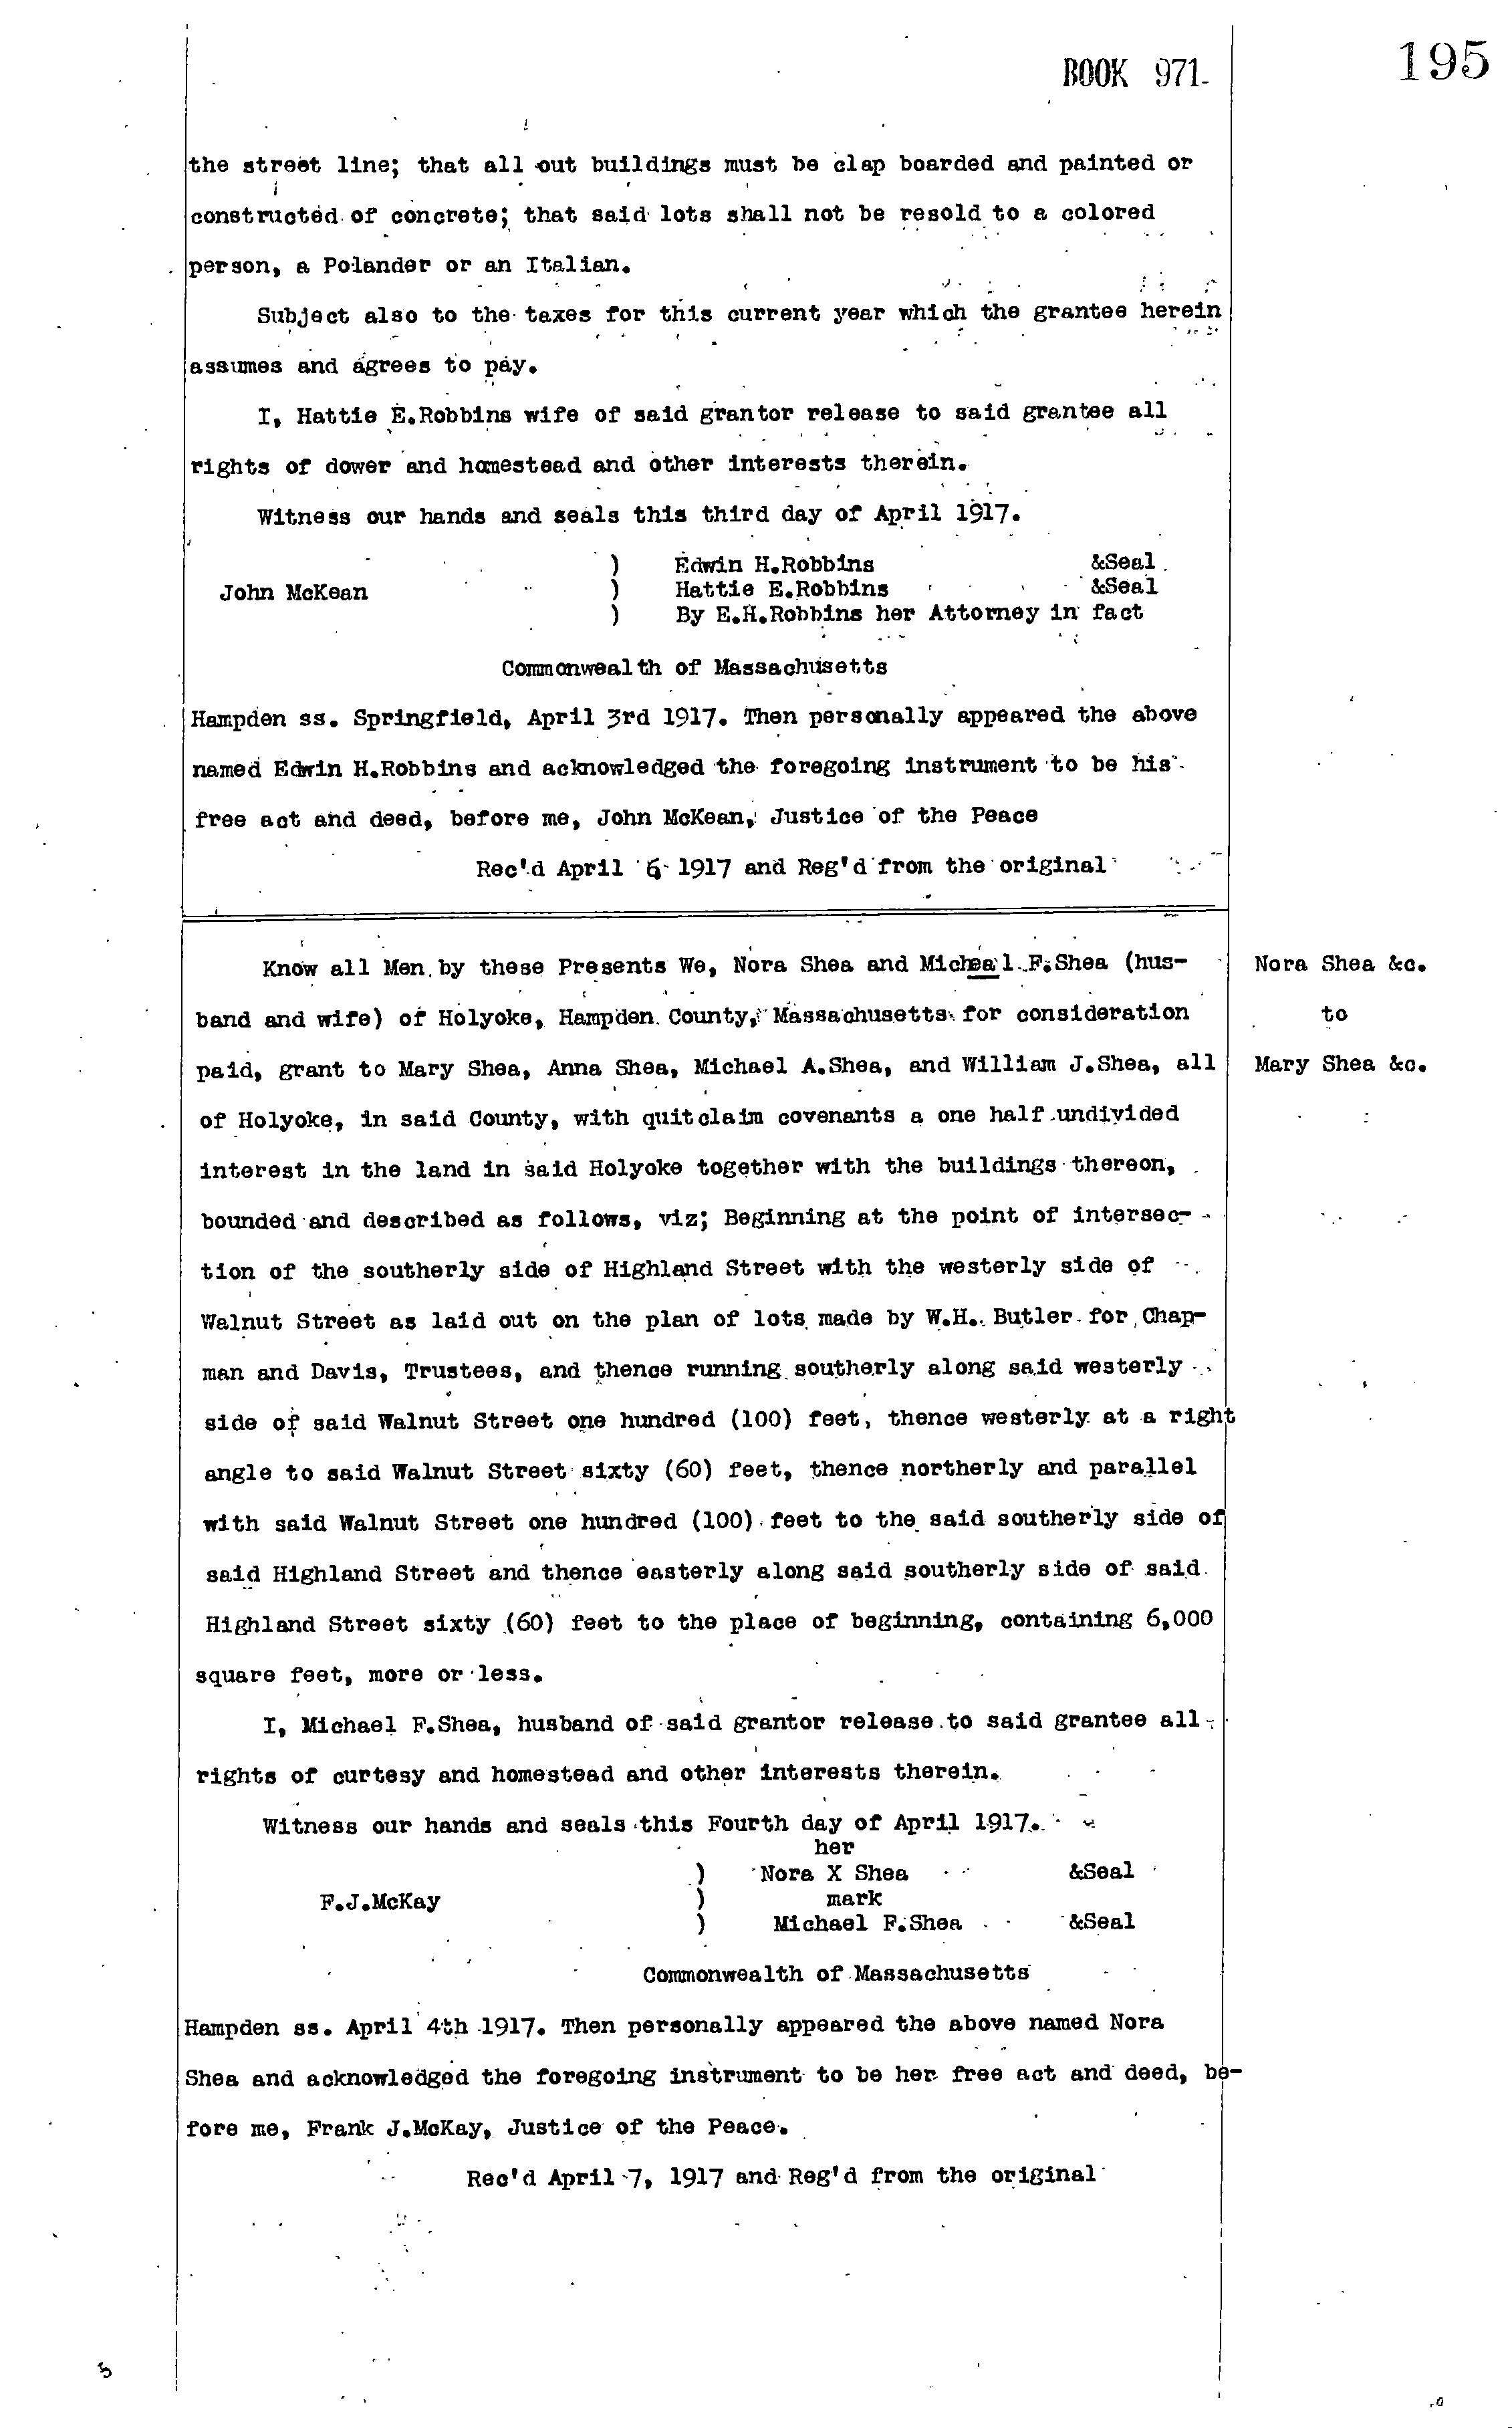 BOOK 971
195
the street line; that all out buildings must be clap boarded and painted or
constructed of concrete; that said lots shall not be resold to a colored
person, a Polander or an Italian.
Subject also to the taxes for this current year which the grantee herein
assumes and agrees to pay.
I, Hattie E.Robbins wife of said grantor release to said grantee all
rights of dower and homestead and other interests therein.
Witness our hands and seals this third day of April 1917.
) Edwin H.Robbins &Seal
John McKean ) Hattie E.Robbins &Seal
) By E.H.Robbins her Attorney in fact
Commonwealth of Massachusetts
Hampden ss. Springfield, April 3rd 1917. Then personally appeared the above
named Edwin H.Robbins and acknowledged the foregoing instrument to be his
free act and deed, before me, John McKean, Justice of the Peace
Rec'd April 6 1917 and Reg'd from the original
Know all Men by these Presents We, Nora Shea and Micheal F.Shea (hus-
band and wife) of Holyoke, Hampden County, Massachusetts for consideration
paid, grant to Mary Shea, Anna Shea, Michael A.Shea, and William J.Shea, all
of Holyoke, in said County, with quitclaim covenants a one half undivided
interest in the land in said Holyoke together with the buildings thereon,
bounded and described as follows, viz; Beginning at the point of intersec-
tion of the southerly side of Highland Street with the westerly side of
Walnut Street as laid out on the plan of lots made by W.H. Butler for Chap-
man and Davis, Trustees, and thence running southerly along said westerly
side of said Walnut Street one hundred (100) feet, thence westerly at a right
angle to said Walnut Street sixty (60) feet, thence northerly and parallel
with said Walnut Street one hundred (100) feet to the said southerly side of
said Highland Street and thence easterly along said southerly side of said
Highland Street sixty (60) feet to the place of beginning, containing 6,000
square feet, more or less.
I, Michael F.Shea, husband of said grantor release to said grantee all
rights of curtesy and homestead and other interests therein.
Witness our hands and seals this Fourth day of April 1917.
her
) Nora X Shea &Seal
F.J.McKay ) mark
) Michael F.Shea &Seal
Commonwealth of Massachusetts
Hampden ss. April 4th 1917. Then personally appeared the above named Nora
Shea and acknowledged the foregoing instrument to be her free act and deed, be-
fore me, Frank J.McKay, Justice of the Peace.
Rec'd April 7, 1917 and Reg'd from the original
Nora Shea &c.
to
Mary Shea &c.